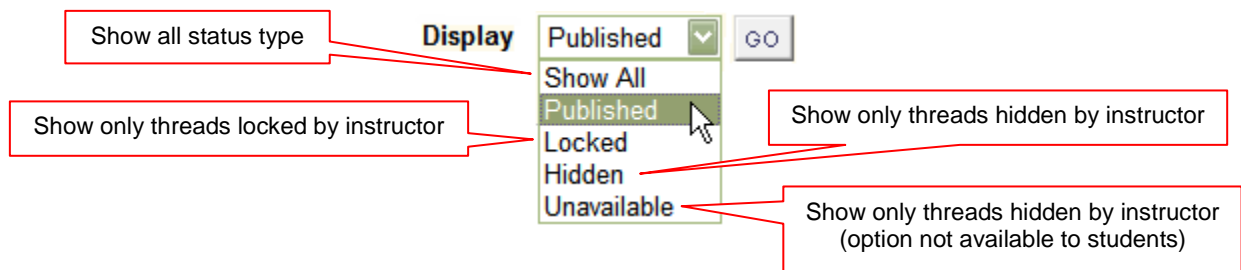 Show all status type
Display Published GO
Show All
Published
Show only threads locked by instructor
Locked
Show only threads hidden by instructor
Hidden
Unavailable
Show only threads hidden by instructor
(option not available to students)